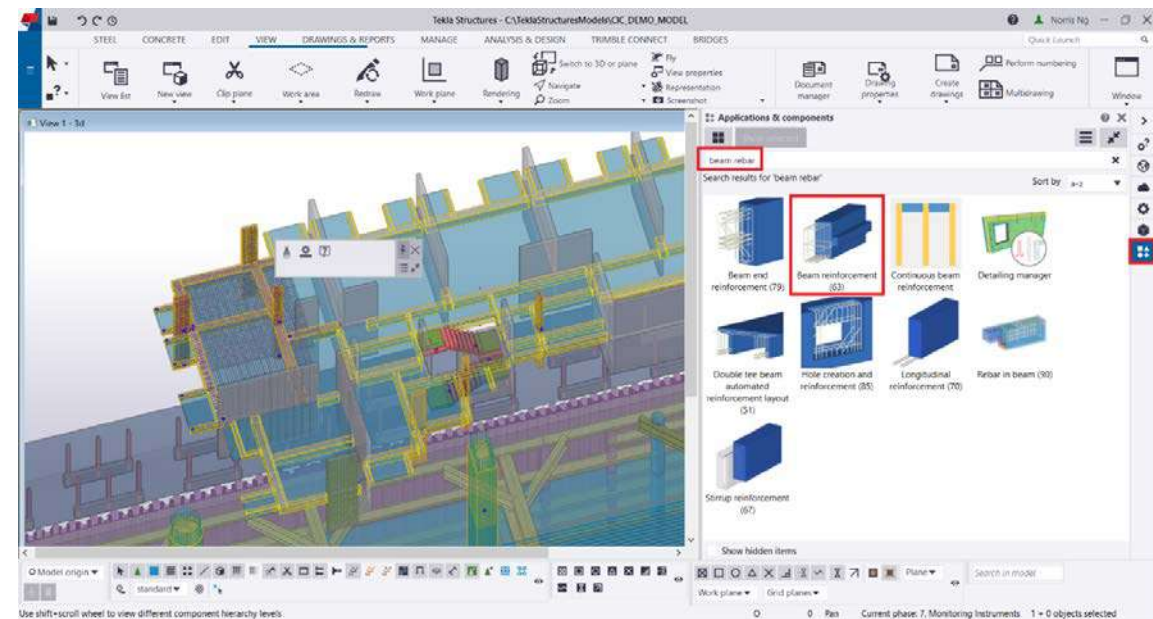 Tekla Structures - C:\TeklaStructuresModels\CIC_DEMO_MODEL
Norris Ng
STEEL CONCRETE EDIT VIEW DRAWINGS & REPORTS MANAGE ANALYSIS & DESIGN TRIMBLE CONNECT BRIDGES
Quick Launch
View list
New view
Clip plane
Work area
Redraw
Work plane
Rendering
Switch to 3D or plane
Navigate
Zoom
Fly
View properties
Representation
Screenshot
Document manager
Drawing properties
Create drawings
Perform numbering
Multidrawing
Window
View 1 - 3d
Applications & components
beam rebar
Search results for 'beam rebar'
Sort by a-z
Beam end reinforcement (79)
Beam reinforcement (63)
Continuous beam reinforcement
Detailing manager
Double tee beam automated reinforcement layout (51)
Hole creation and reinforcement (85)
Longitudinal reinforcement (70)
Rebar in beam (90)
Stirrup reinforcement (67)
Show hidden items
Model origin
standard
Plane
Search in model
Work plane
Grid planes
Use shift+scroll wheel to view different component hierarchy levels
O 0 Pan Current phase: 7, Monitoring Instruments 1 + 0 objects selected